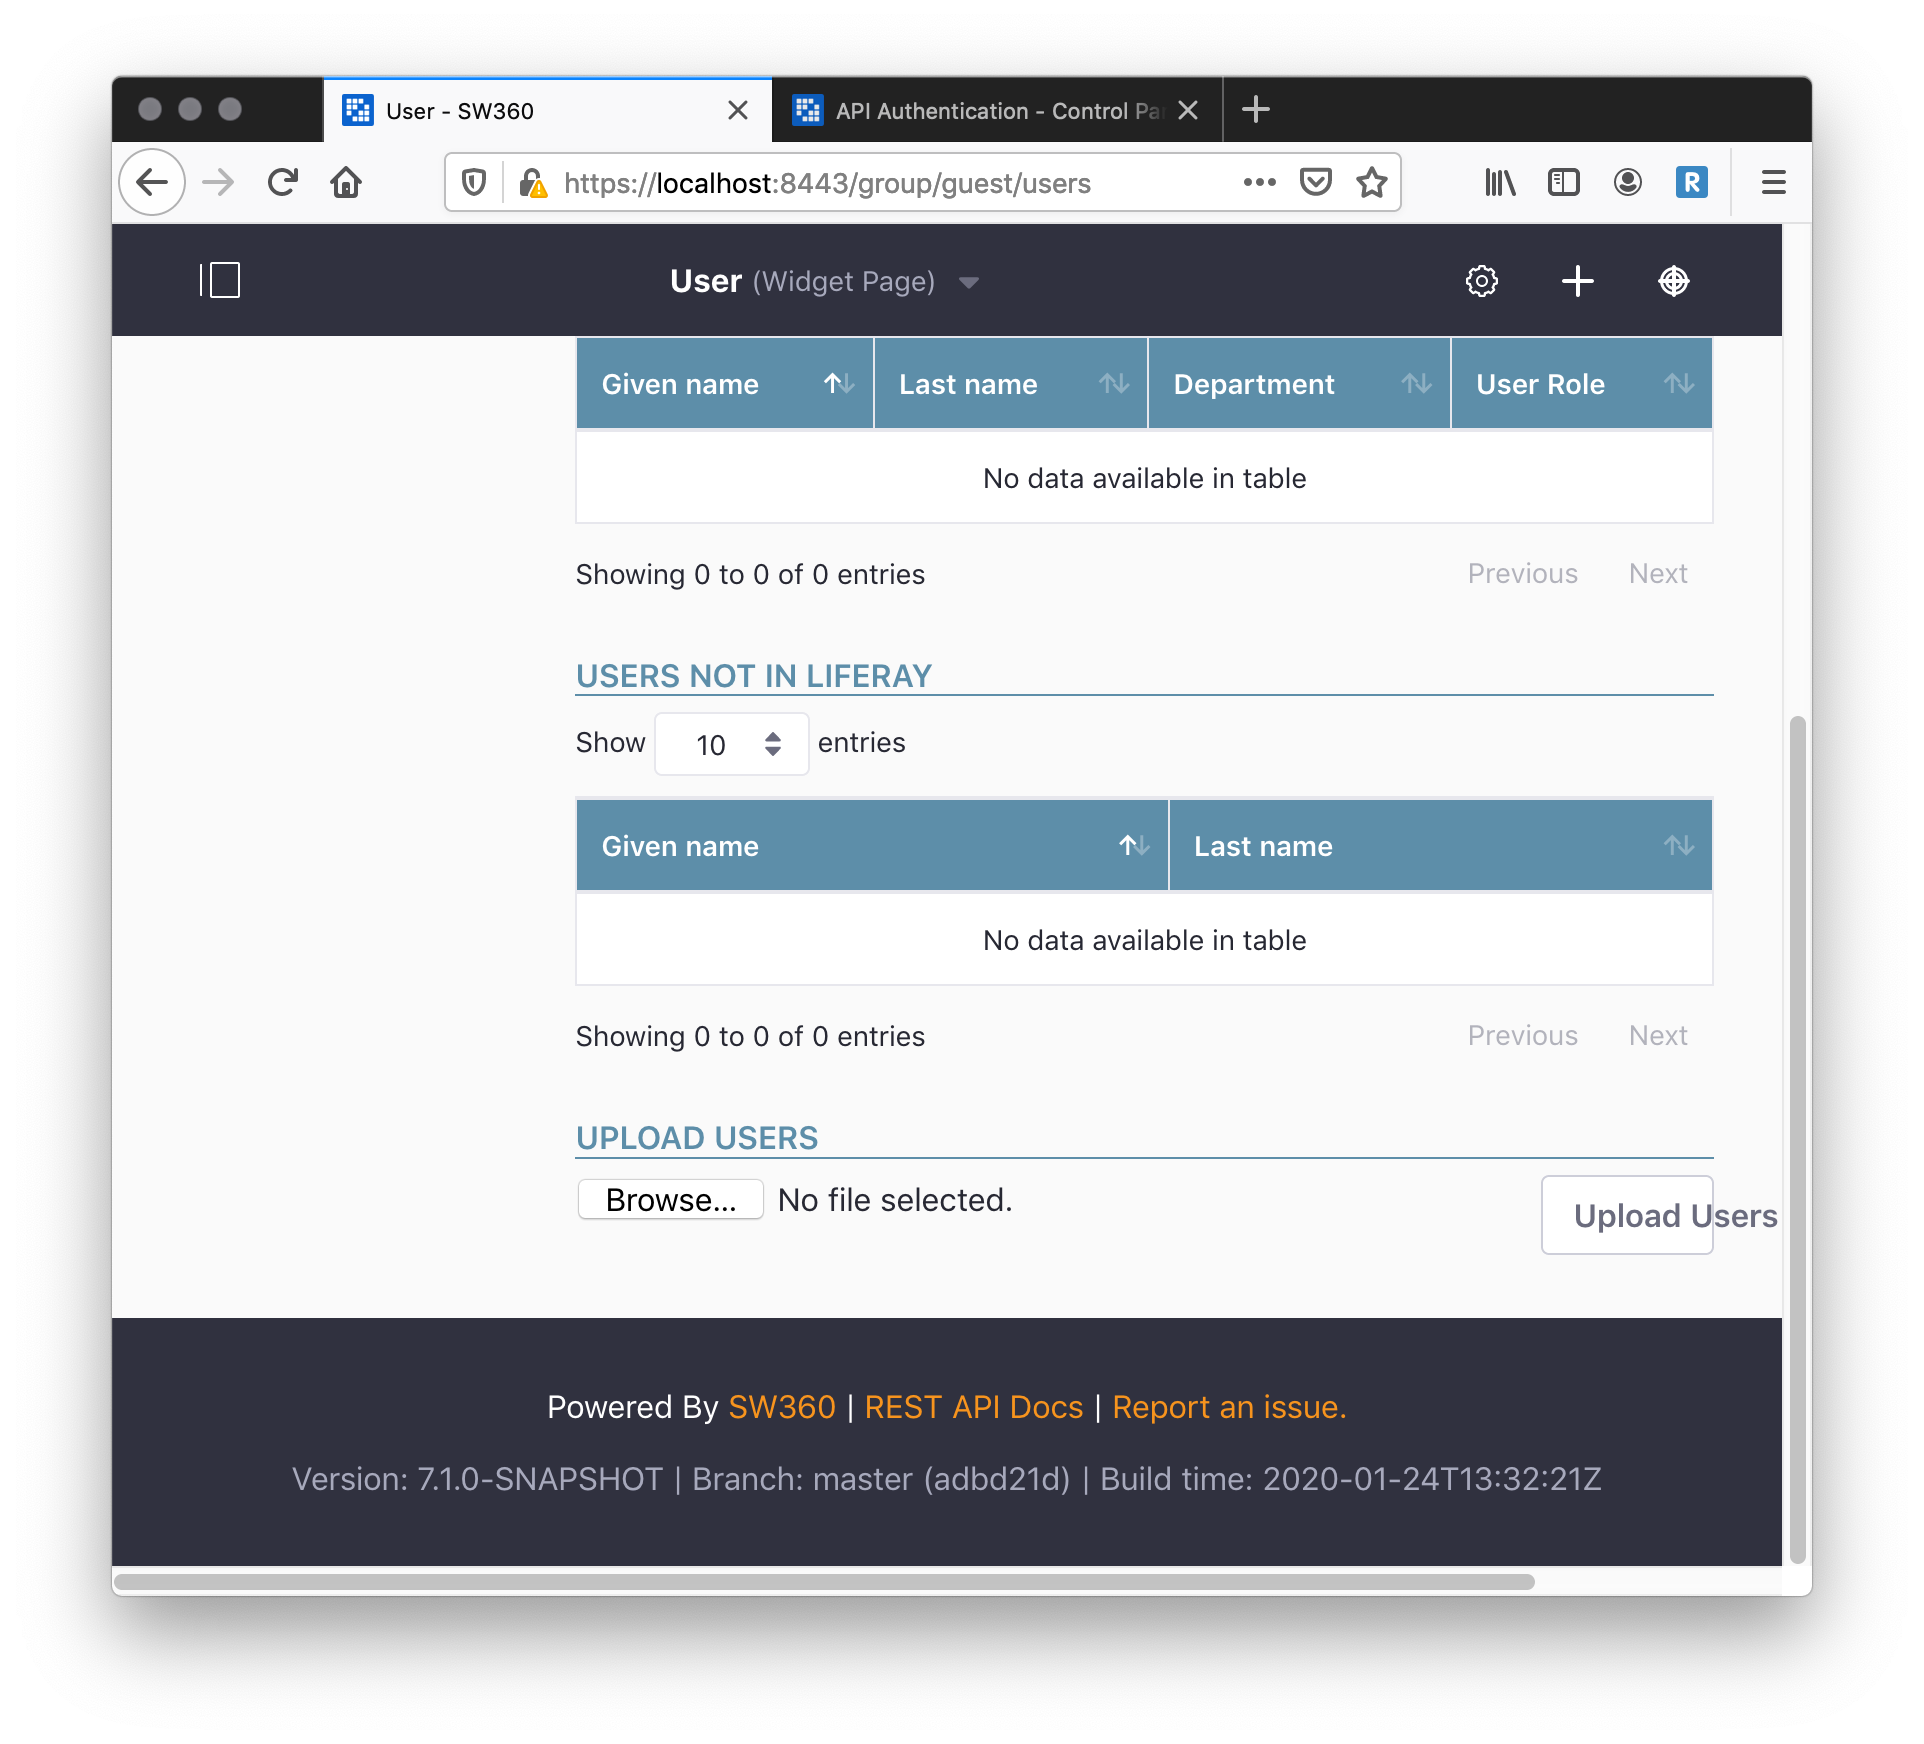 User - SW360
API Authentication - Control Pa
https://localhost:8443/group/guest/users
R
User (Widget Page)
Given name Last name Department User Role
No data available in table
Showing 0 to 0 of 0 entries Previous Next
USERS NOT IN LIFERAY
Show 10 entries
Given name Last name
No data available in table
Showing 0 to 0 of 0 entries Previous Next
UPLOAD USERS
Browse... No file selected. Upload Users
Powered By SW360 | REST API Docs | Report an issue.
Version: 7.1.0-SNAPSHOT | Branch: master (adbd21d) | Build time: 2020-01-24T13:32:21Z